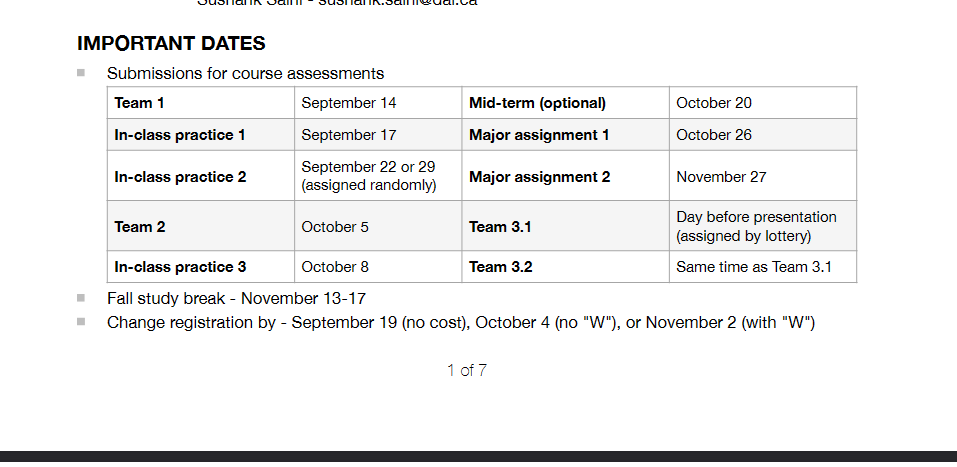 IMPORTANT DATES
Submissions for course assessments
Team 1 September 14 Mid-term (optional) October 20
In-class practice 1 September 17 Major assignment 1 October 26
In-class practice 2 September 22 or 29 (assigned randomly) Major assignment 2 November 27
Team 2 October 5 Team 3.1 Day before presentation (assigned by lottery)
In-class practice 3 October 8 Team 3.2 Same time as Team 3.1
Fall study break - November 13-17
Change registration by - September 19 (no cost), October 4 (no "W"), or November 2 (with "W")
1 of 7